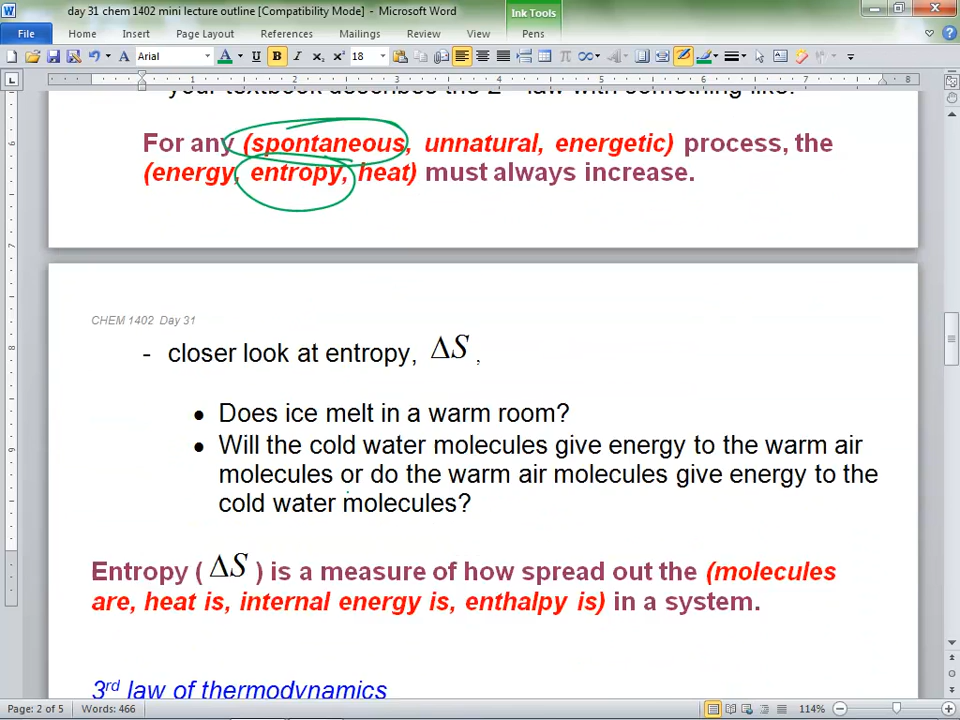 day 31 chem 1402 mini lecture outline [Compatibility Mode] - Microsoft Word
Ink Tools
File Home Insert Page Layout References Mailings Review View Pens
Arial 18
For any (spontaneous, unnatural, energetic) process, the
(energy, entropy, heat) must always increase.
CHEM 1402 Day 31
- closer look at entropy, ΔS ,
• Does ice melt in a warm room?
• Will the cold water molecules give energy to the warm air
molecules or do the warm air molecules give energy to the
cold water molecules?
Entropy ( ΔS ) is a measure of how spread out the (molecules
are, heat is, internal energy is, enthalpy is) in a system.
3rd law of thermodynamics
Page: 2 of 5 Words: 466 114%